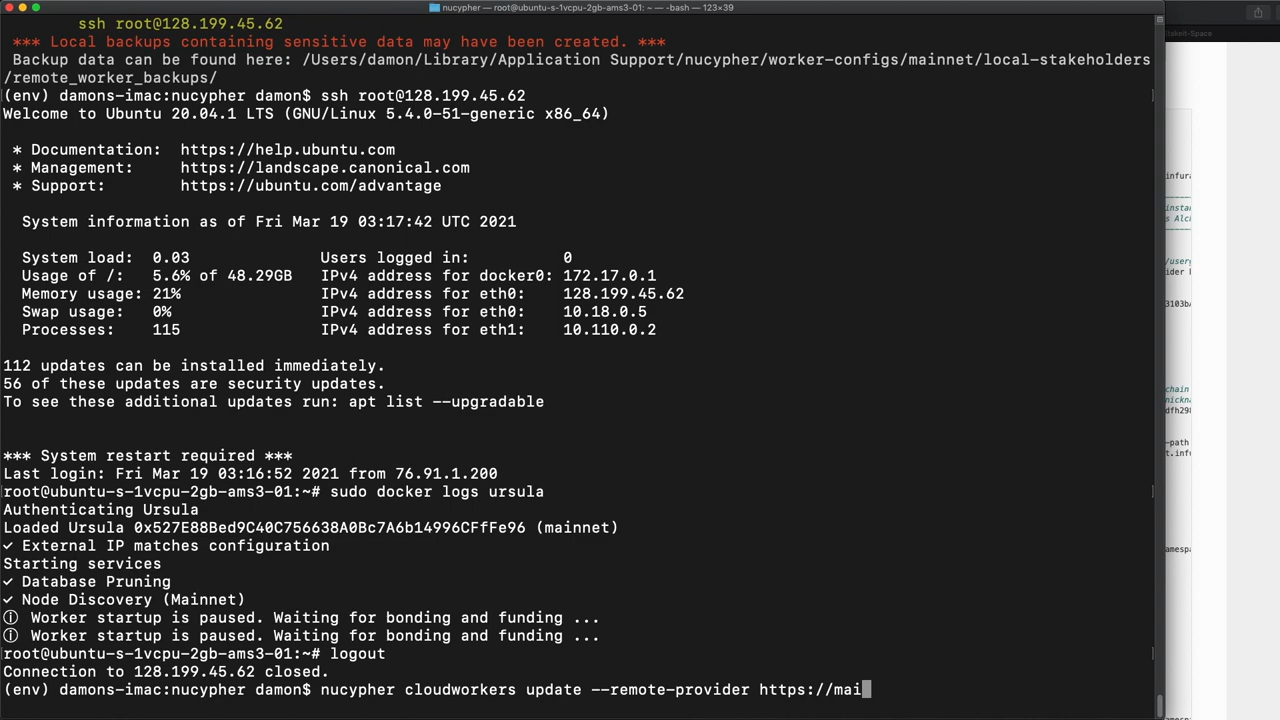 nucypher — root@ubuntu-s-1vcpu-2gb-ams3-01: ~ — -bash — 123×39
ssh root@128.199.45.62
*** Local backups containing sensitive data may have been created. ***
Backup data can be found here: /Users/damon/Library/Application Support/nucypher/worker-configs/mainnet/local-stakeholders
/remote_worker_backups/
(env) damons-imac:nucypher damon$ ssh root@128.199.45.62
Welcome to Ubuntu 20.04.1 LTS (GNU/Linux 5.4.0-51-generic x86_64)
* Documentation:  https://help.ubuntu.com
* Management:     https://landscape.canonical.com
* Support:        https://ubuntu.com/advantage
System information as of Fri Mar 19 03:17:42 UTC 2021
System load:  0.03              Users logged in:          0
Usage of /:   5.6% of 48.29GB   IPv4 address for docker0: 172.17.0.1
Memory usage: 21%               IPv4 address for eth0:    128.199.45.62
Swap usage:   0%                IPv4 address for eth0:    10.18.0.5
Processes:    115               IPv4 address for eth1:    10.110.0.2
112 updates can be installed immediately.
56 of these updates are security updates.
To see these additional updates run: apt list --upgradable
*** System restart required ***
Last login: Fri Mar 19 03:16:52 2021 from 76.91.1.200
root@ubuntu-s-1vcpu-2gb-ams3-01:~# sudo docker logs ursula
Authenticating Ursula
Loaded Ursula 0x527E88Bed9C40C756638A0Bc7A6b14996CFfFe96 (mainnet)
✓ External IP matches configuration
Starting services
✓ Database Pruning
✓ Node Discovery (Mainnet)
ⓘ Worker startup is paused. Waiting for bonding and funding ...
ⓘ Worker startup is paused. Waiting for bonding and funding ...
root@ubuntu-s-1vcpu-2gb-ams3-01:~# logout
Connection to 128.199.45.62 closed.
(env) damons-imac:nucypher damon$ nucypher cloudworkers update --remote-provider https://mai